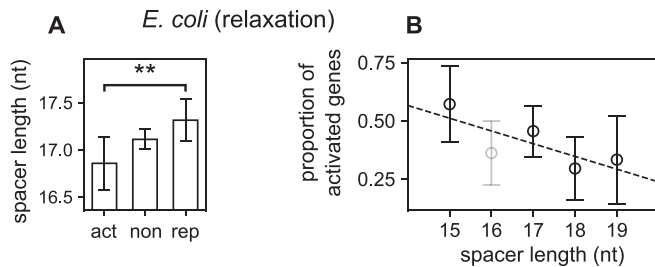 E. coli (relaxation)
A
**
spacer length (nt)
17.5
17.0
16.5
act non rep
B
proportion of
activated genes
0.75
0.50
0.25
15 16 17 18 19
spacer length (nt)